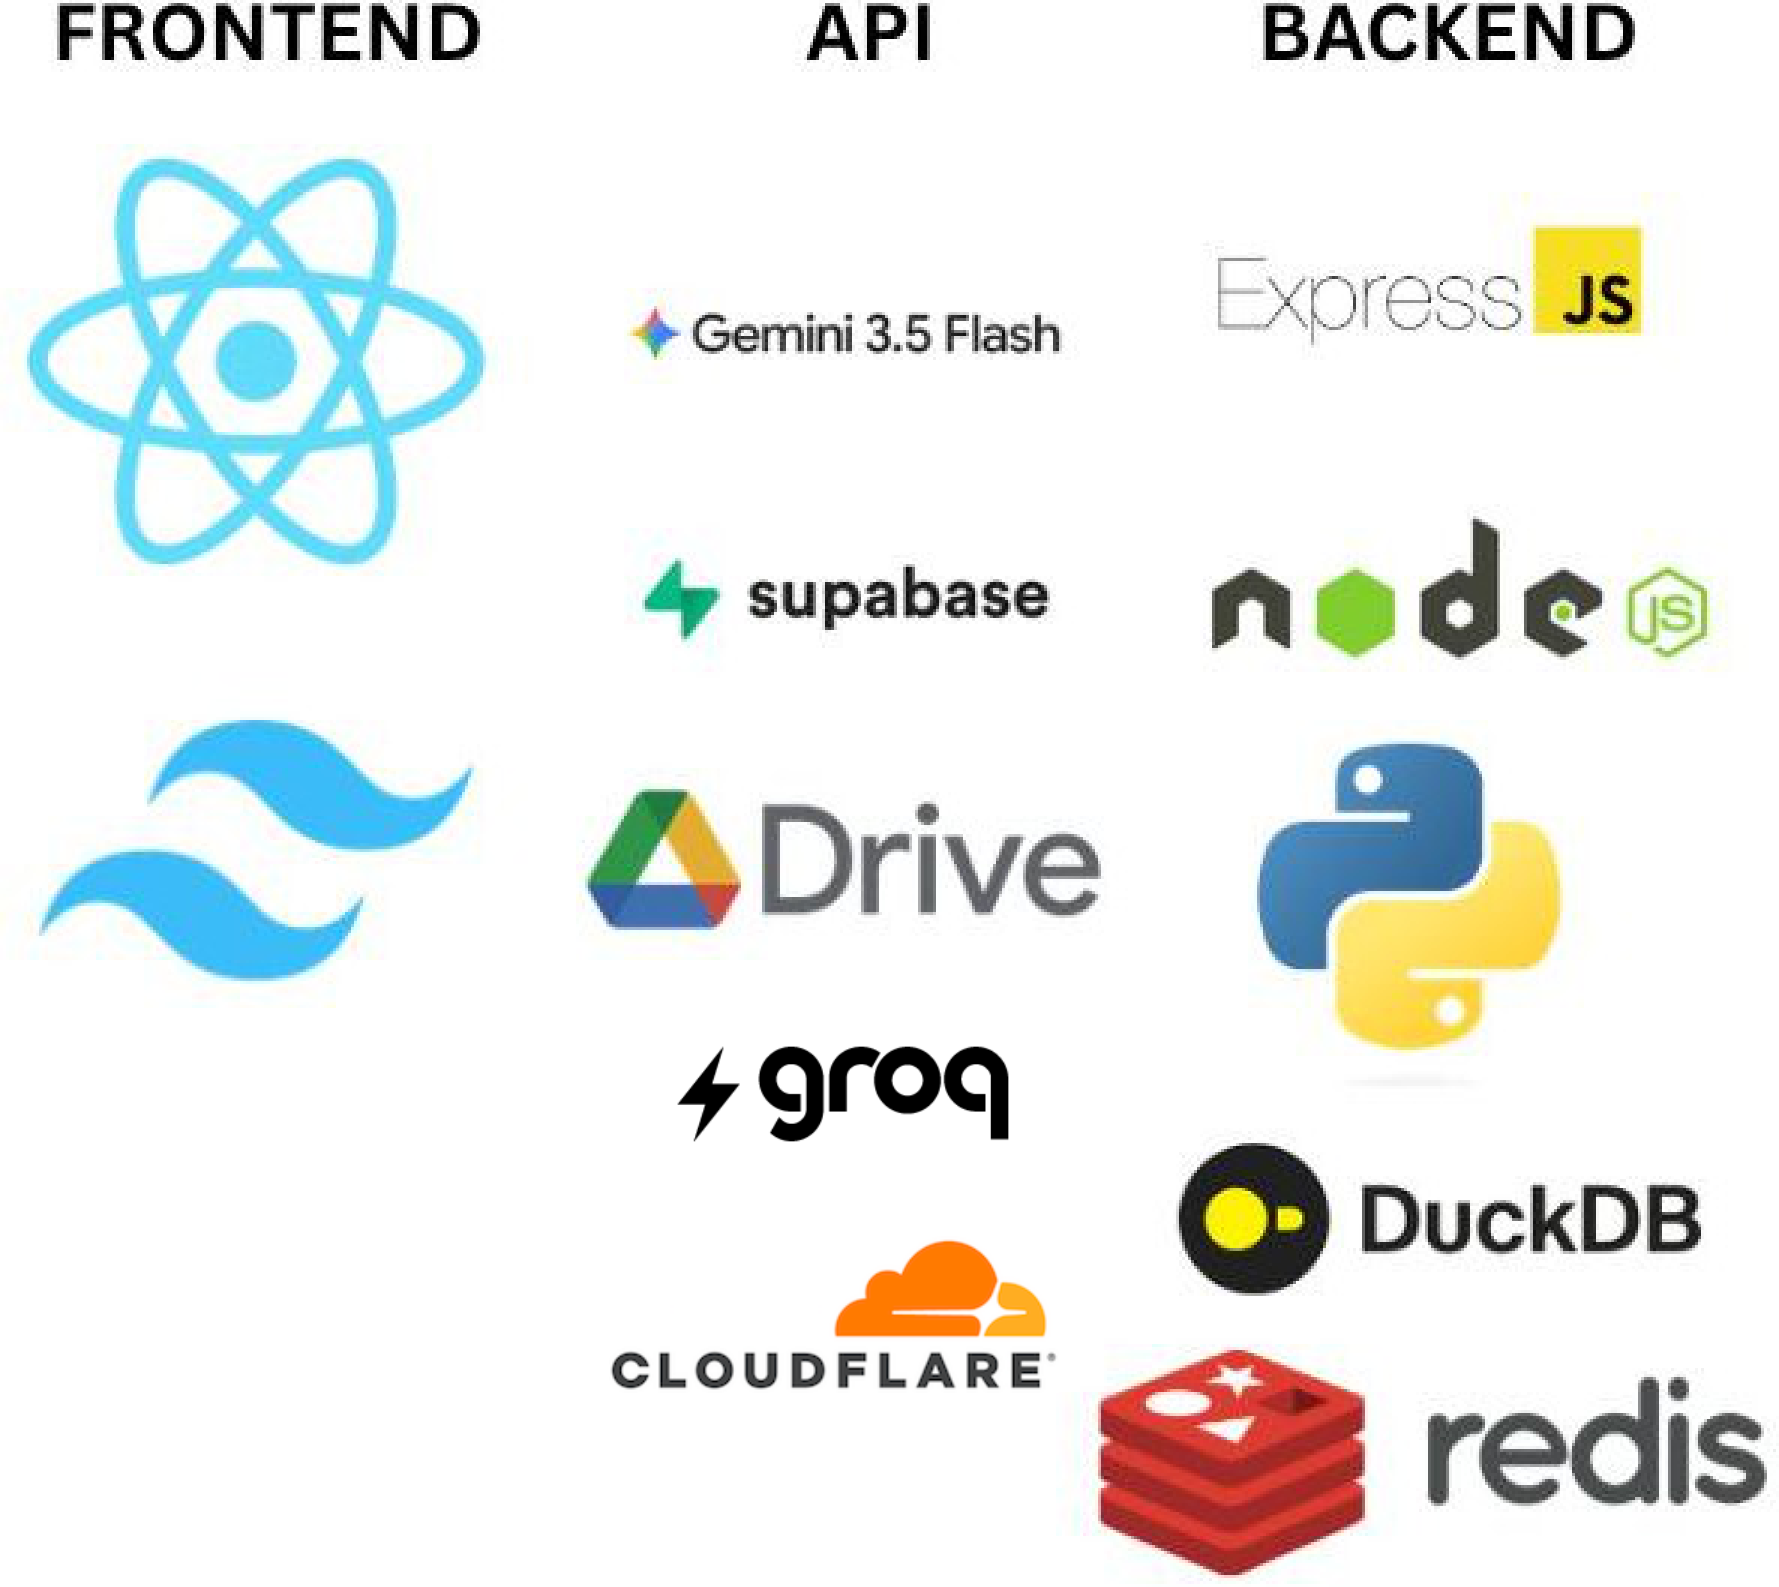 FRONTEND
API
BACKEND
Express JS
Gemini 3.5 Flash
supabase
node JS
Drive
groq
DuckDB
CLOUDFLARE®
redis